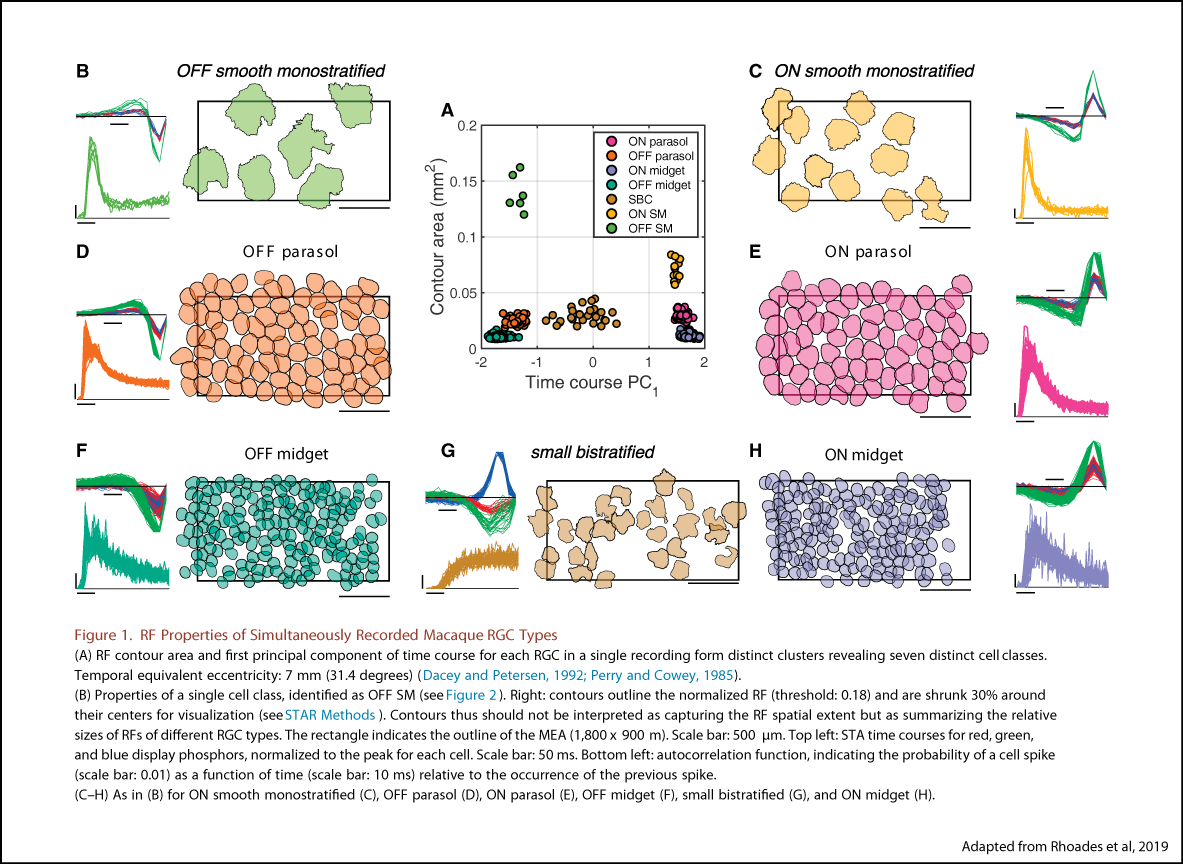 B
OFF smooth monostratified
A
C
ON smooth monostratified
0.2
0.15
0.1
0.05
0
Contour area (mm2)
-2
-1
0
1
2
Time course PC1
ON parasol
OFF parasol
ON midget
OFF midget
SBC
ON SM
OFF SM
D
OFF parasol
E
ON parasol
F
OFF midget
G
small bistratified
H
ON midget
Figure 1. RF Properties of Simultaneously Recorded Macaque RGC Types
(A) RF contour area and first principal component of time course for each RGC in a single recording form distinct clusters revealing seven distinct cell classes.
Temporal equivalent eccentricity: 7 mm (31.4 degrees) (Dacey and Petersen, 1992; Perry and Cowey, 1985).
(B) Properties of a single cell class, identified as OFF SM (see Figure 2 ). Right: contours outline the normalized RF (threshold: 0.18) and are shrunk 30% around
their centers for visualization (see STAR Methods ). Contours thus should not be interpreted as capturing the RF spatial extent but as summarizing the relative
sizes of RFs of different RGC types. The rectangle indicates the outline of the MEA (1,800 x 900 m). Scale bar: 500 μm. Top left: STA time courses for red, green,
and blue display phosphors, normalized to the peak for each cell. Scale bar: 50 ms. Bottom left: autocorrelation function, indicating the probability of a cell spike
(scale bar: 0.01) as a function of time (scale bar: 10 ms) relative to the occurrence of the previous spike.
(C–H) As in (B) for ON smooth monostratified (C), OFF parasol (D), ON parasol (E), OFF midget (F), small bistratified (G), and ON midget (H).
Adapted from Rhoades et al, 2019